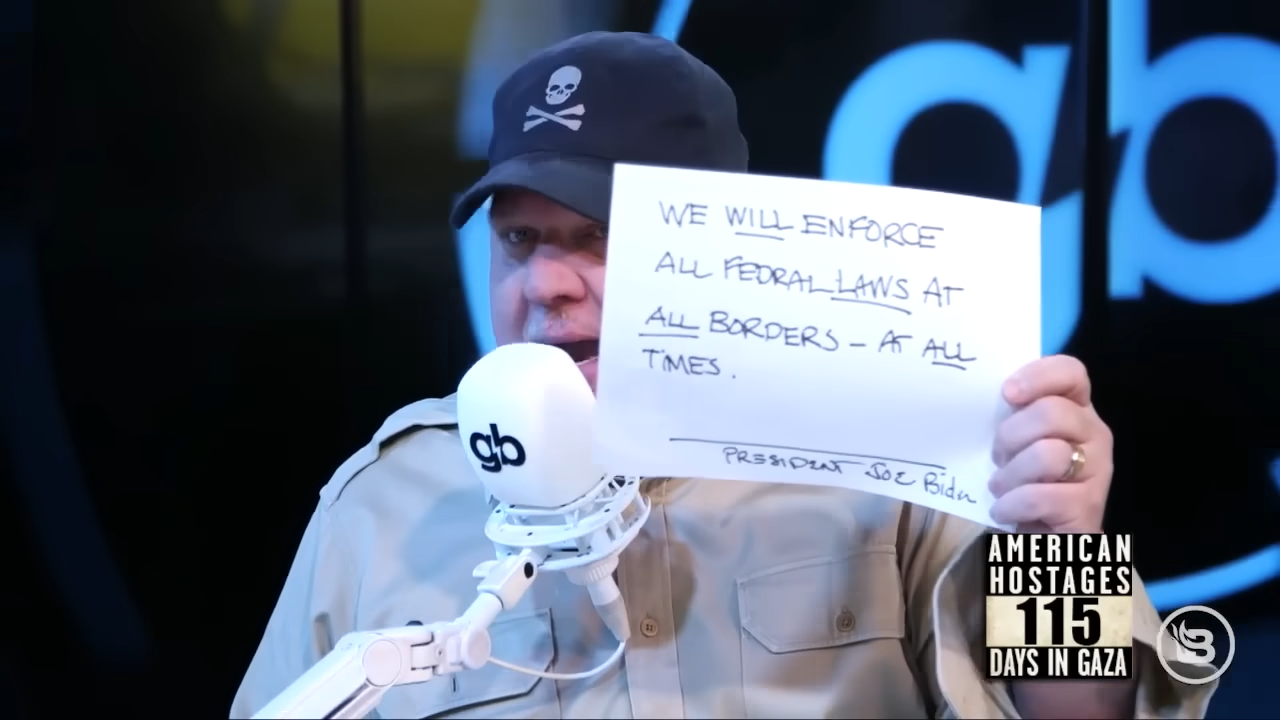 gb
WE WILL ENFORCE
ALL FEDRAL LAWS AT
ALL BORDERS – AT ALL
TIMES.
PRESIDENT JOE Biden
gb
AMERICAN
HOSTAGES
115
DAYS IN GAZA
B